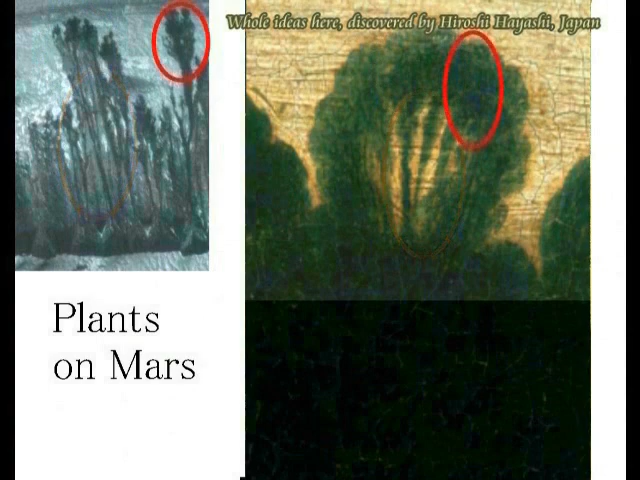 Whole ideas here, discovered by Hiroshi Hayashi, Japan
Plants
on Mars